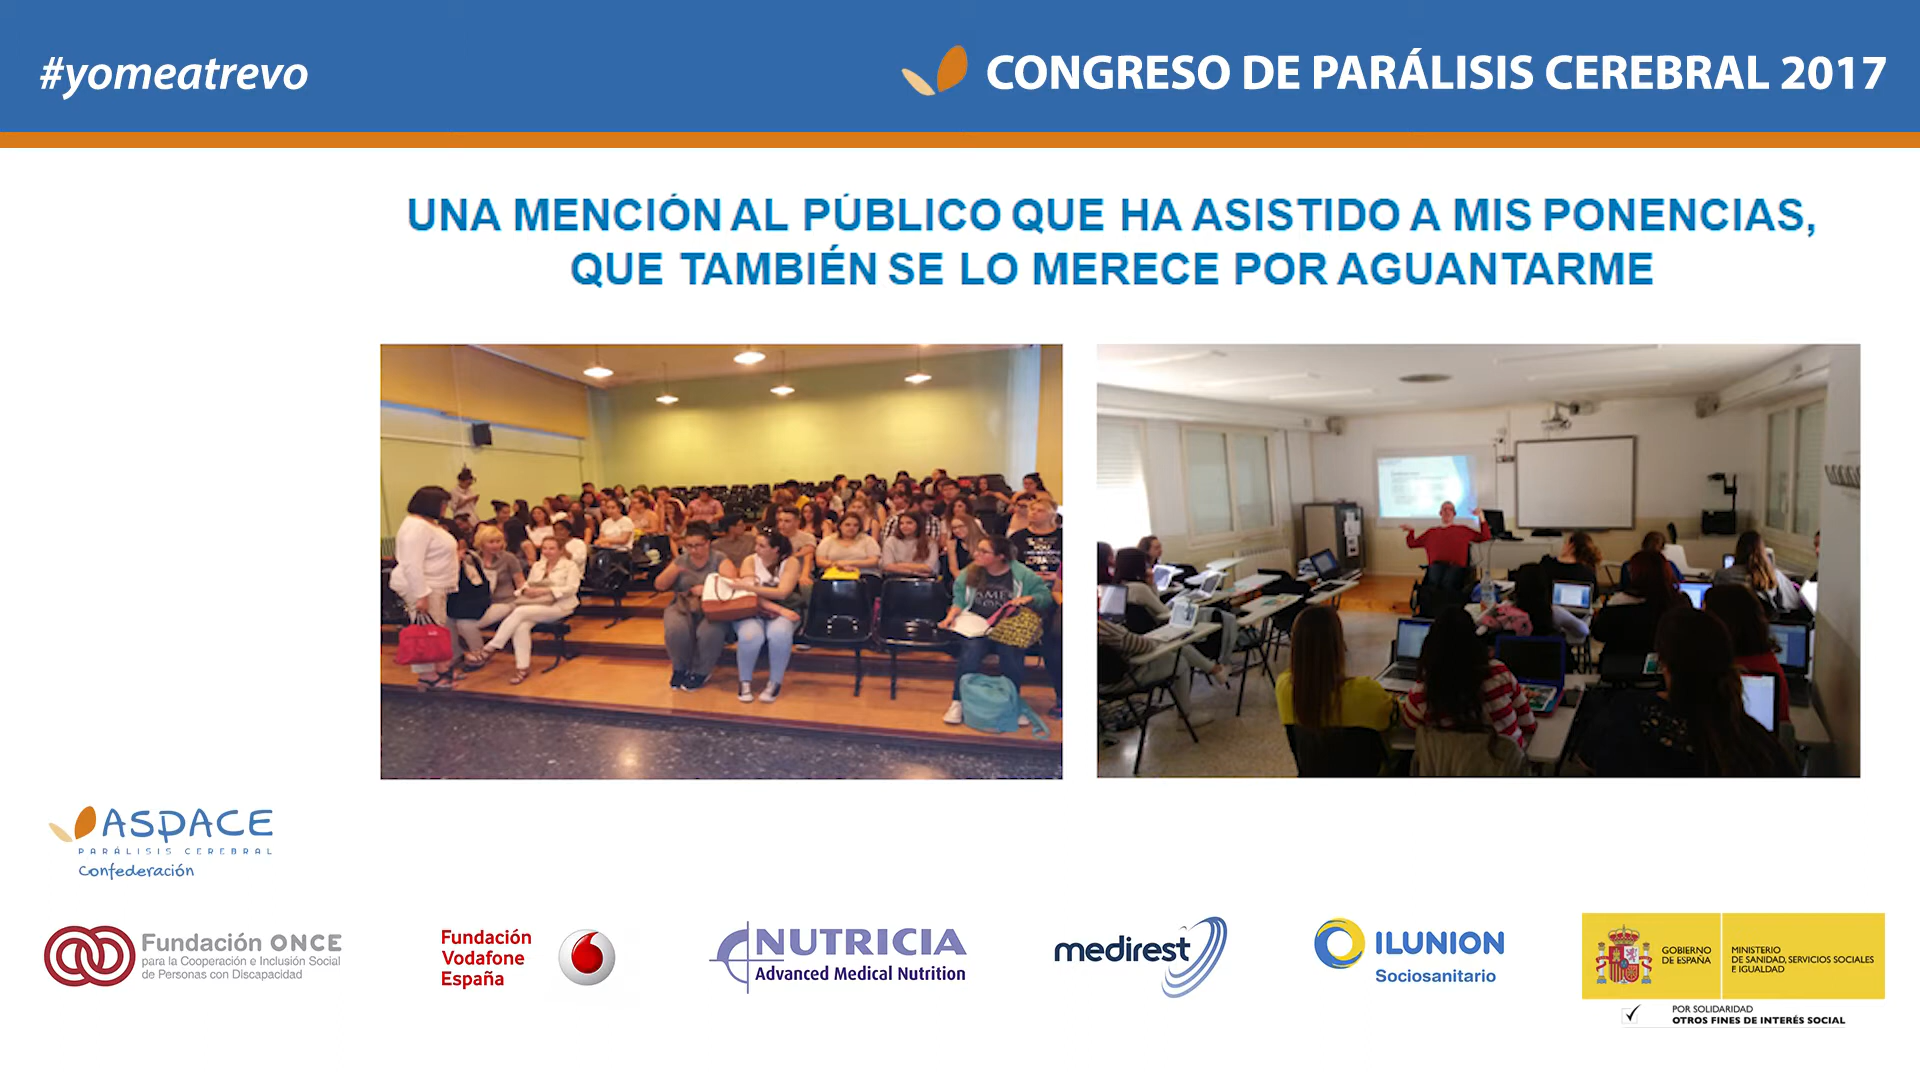 #yomeatrevo
CONGRESO DE PARÁLISIS CEREBRAL 2017
UNA MENCIÓN AL PÚBLICO QUE HA ASISTIDO A MIS PONENCIAS,
QUE TAMBIÉN SE LO MERECE POR AGUANTARME
ASPACE
PARÁLISIS CEREBRAL
Confederación
Fundación ONCE
para la Cooperación e Inclusión Social
de Personas con Discapacidad
Fundación
Vodafone
España
NUTRICIA
Advanced Medical Nutrition
medirest
ILUNION
Sociosanitario
GOBIERNO
DE ESPAÑA
MINISTERIO
DE SANIDAD, SERVICIOS SOCIALES
E IGUALDAD
POR SOLIDARIDAD
OTROS FINES DE INTERÉS SOCIAL